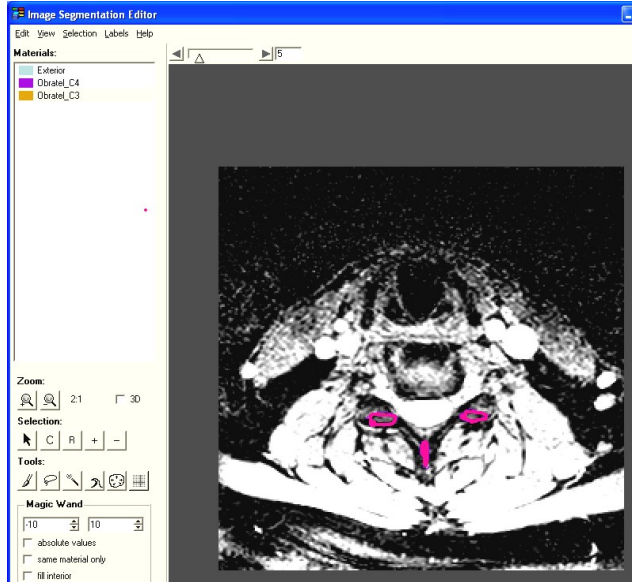 Image Segmentation Editor
Edit View Selection Labels Help
Materials:
5
Exterior
Obratel_C4
Obratel_C3
Zoom:
2:1
3D
Selection:
C R + -
Tools:
Magic Wand
-10 10
absolute values
same material only
fill interior